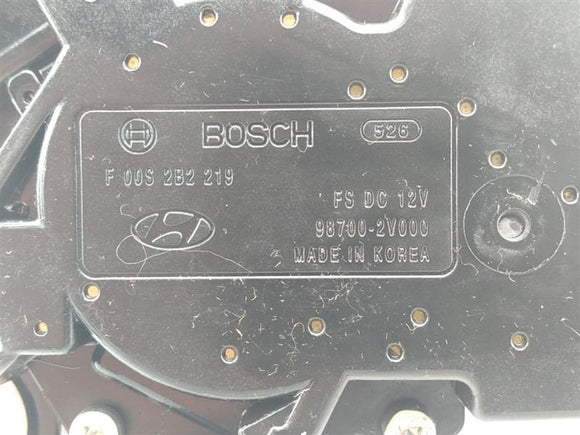 BOSCH 526
F 00S 2B2 219
FS DC 12V
98700-2V000
MADE IN KOREA